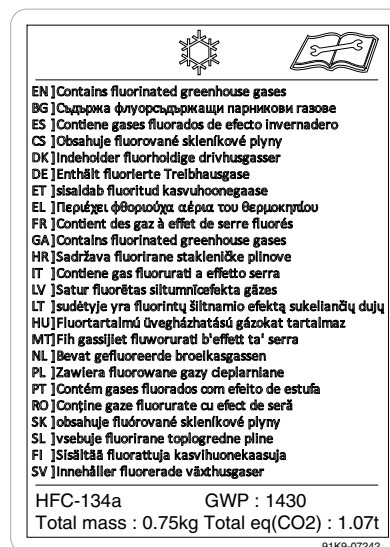 EN ]Contains fluorinated greenhouse gases
BG ]Съдържа флуорсъдържащи парникови газове
ES ]Contiene gases fluorados de efecto invernadero
CS ]Obsahuje fluorované skleníkové plyny
DK]Indeholder fluorholdige drivhusgasser
DE ]Enthält fluorierte Treibhausgase
ET ]sisaldab fluoritud kasvuhoonegaase
EL ]Περιέχει φθοριούχα αέρια του θερμοκηπίου
FR ]Contient des gaz à effet de serre fluorés
GA]Contains fluorinated greenhouse gases
HR]Sadržava fluorirane stakleničke plinove
IT ]Contiene gas fluorurati a effetto serra
LV ]Satur fluorētas siltumnīcefekta gāzes
LT ]sudėtyje yra fluorintų šiltnamio efektą sukeliančių dujų
HU]Fluortartalmú üvegházhatású gázokat tartalmaz
MT]Fih gassijiet fluworurati b'effett ta' serra
NL ]Bevat gefluoreerde broeikasgassen
PL ]Zawiera fluorowane gazy cieplarniane
PT ]Contém gases fluorados com efeito de estufa
RO]Conține gaze fluorurate cu efect de seră
SK ]obsahuje fluórované skleníkové plyny
SL ]vsebuje fluorirane toplogredne pline
FI ]Sisältää fluorattuja kasvihuonekaasuja
SV ]Innehåller fluorerade växthusgaser
HFC-134a GWP : 1430
Total mass : 0.75kg Total eq(CO2) : 1.07t
91K9-07242